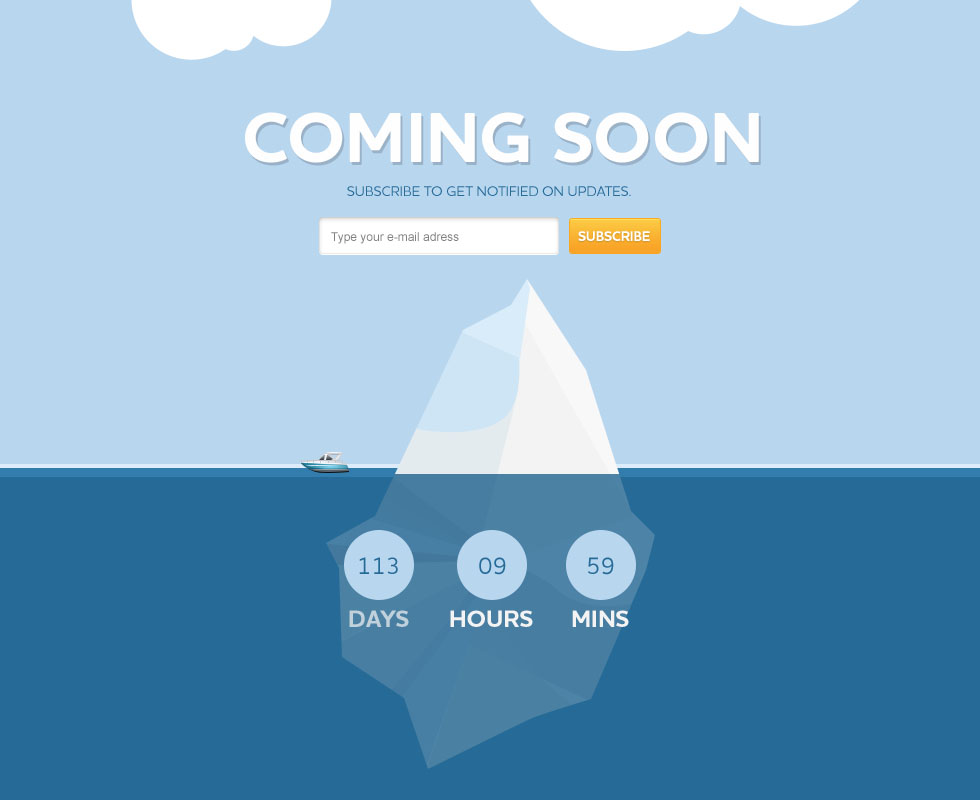 COMING SOON
SUBSCRIBE TO GET NOTIFIED ON UPDATES.
Type your e-mail adress SUBSCRIBE
113 09 59
DAYS HOURS MINS